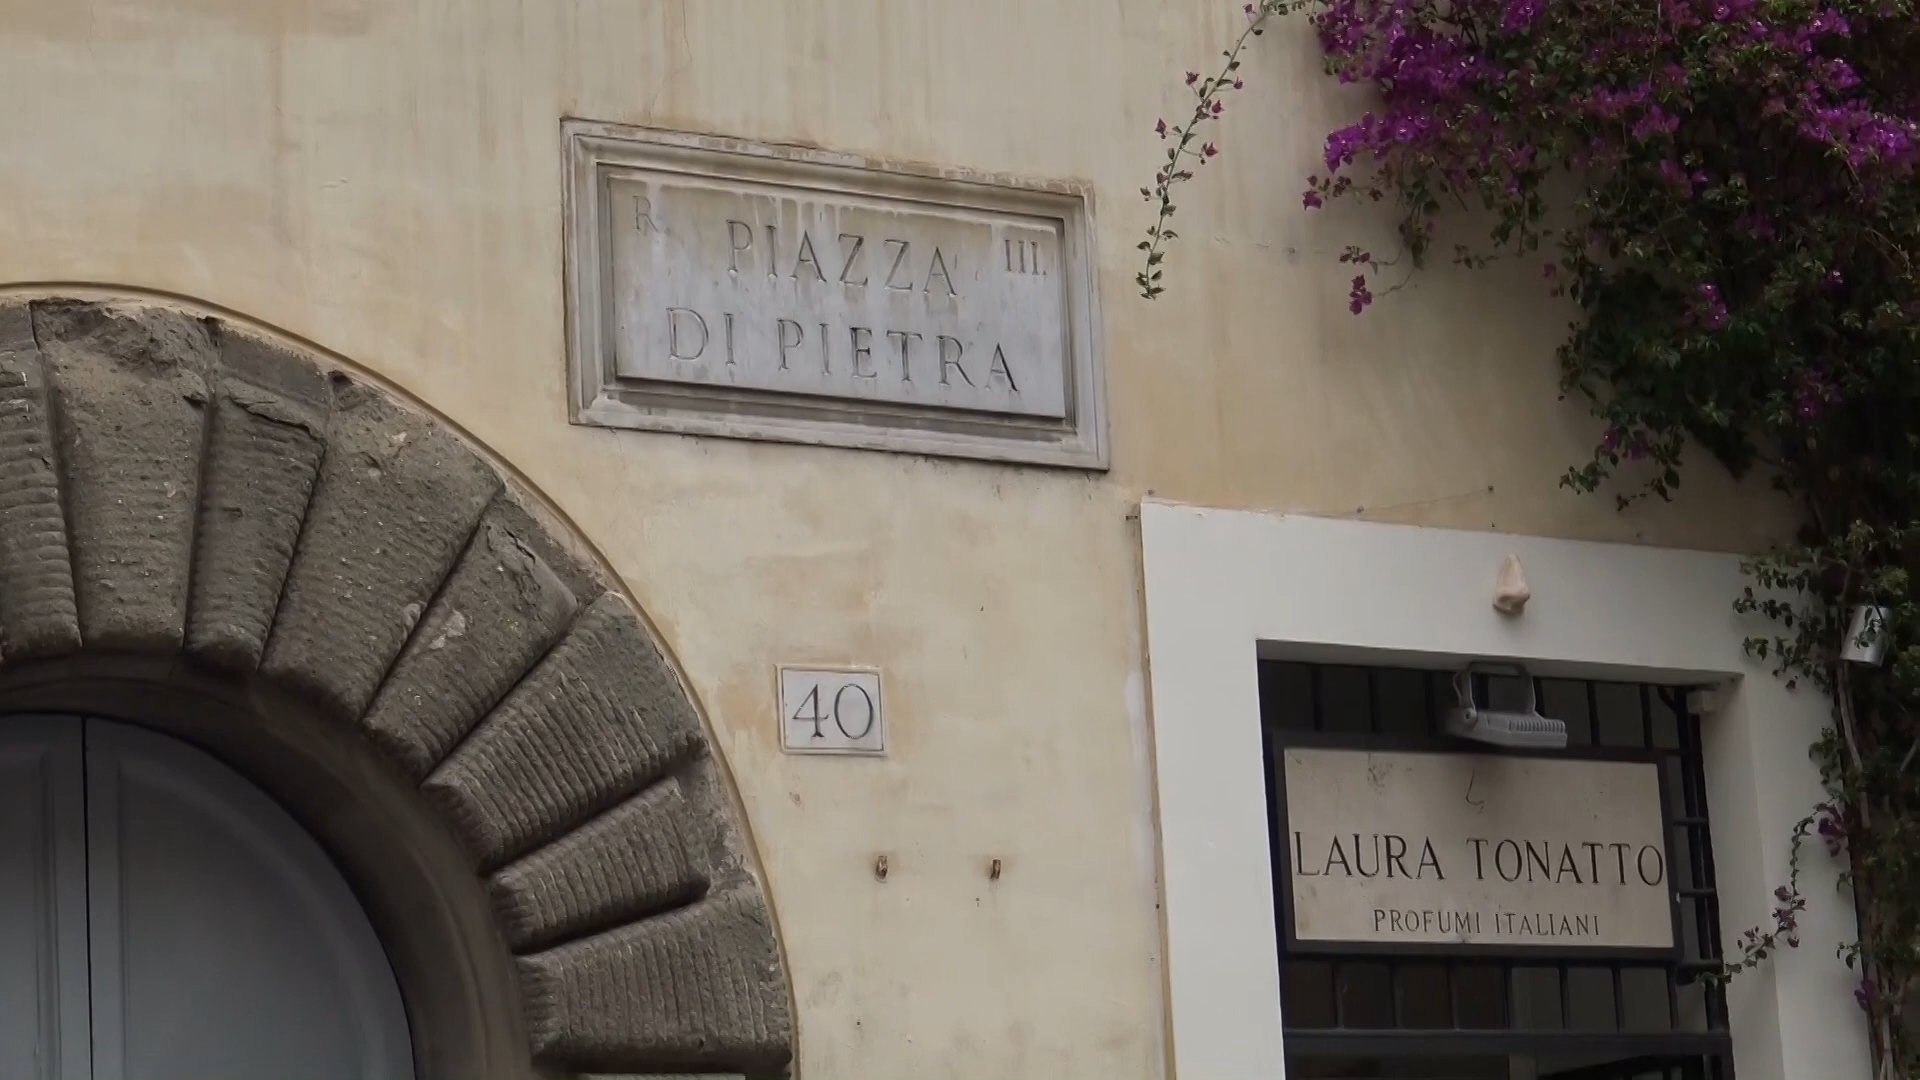 R. III.
PIAZZA
DI PIETRA
40
LAURA TONATTO
PROFUMI ITALIANI